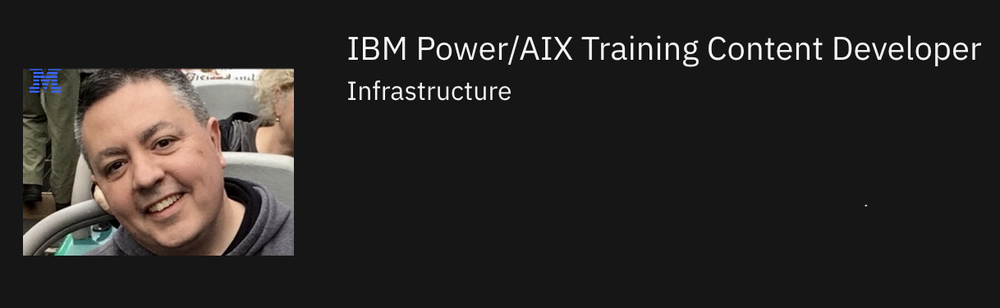 IBM Power/AIX Training Content Developer
Infrastructure